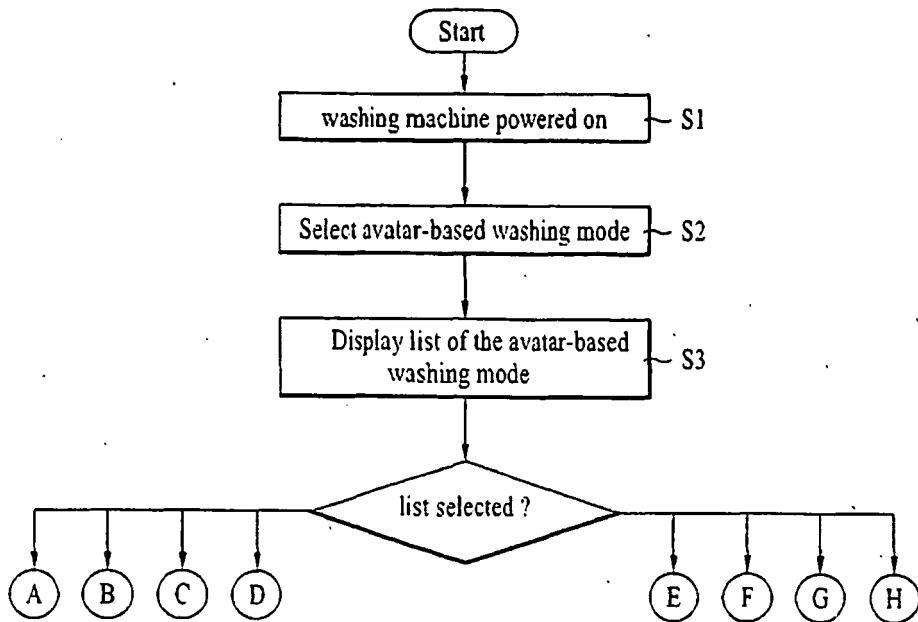 Start
washing machine powered on
S1
Select avatar-based washing mode
S2
Display list of the avatar-based
washing mode
S3
list selected ?
A B C D E F G H